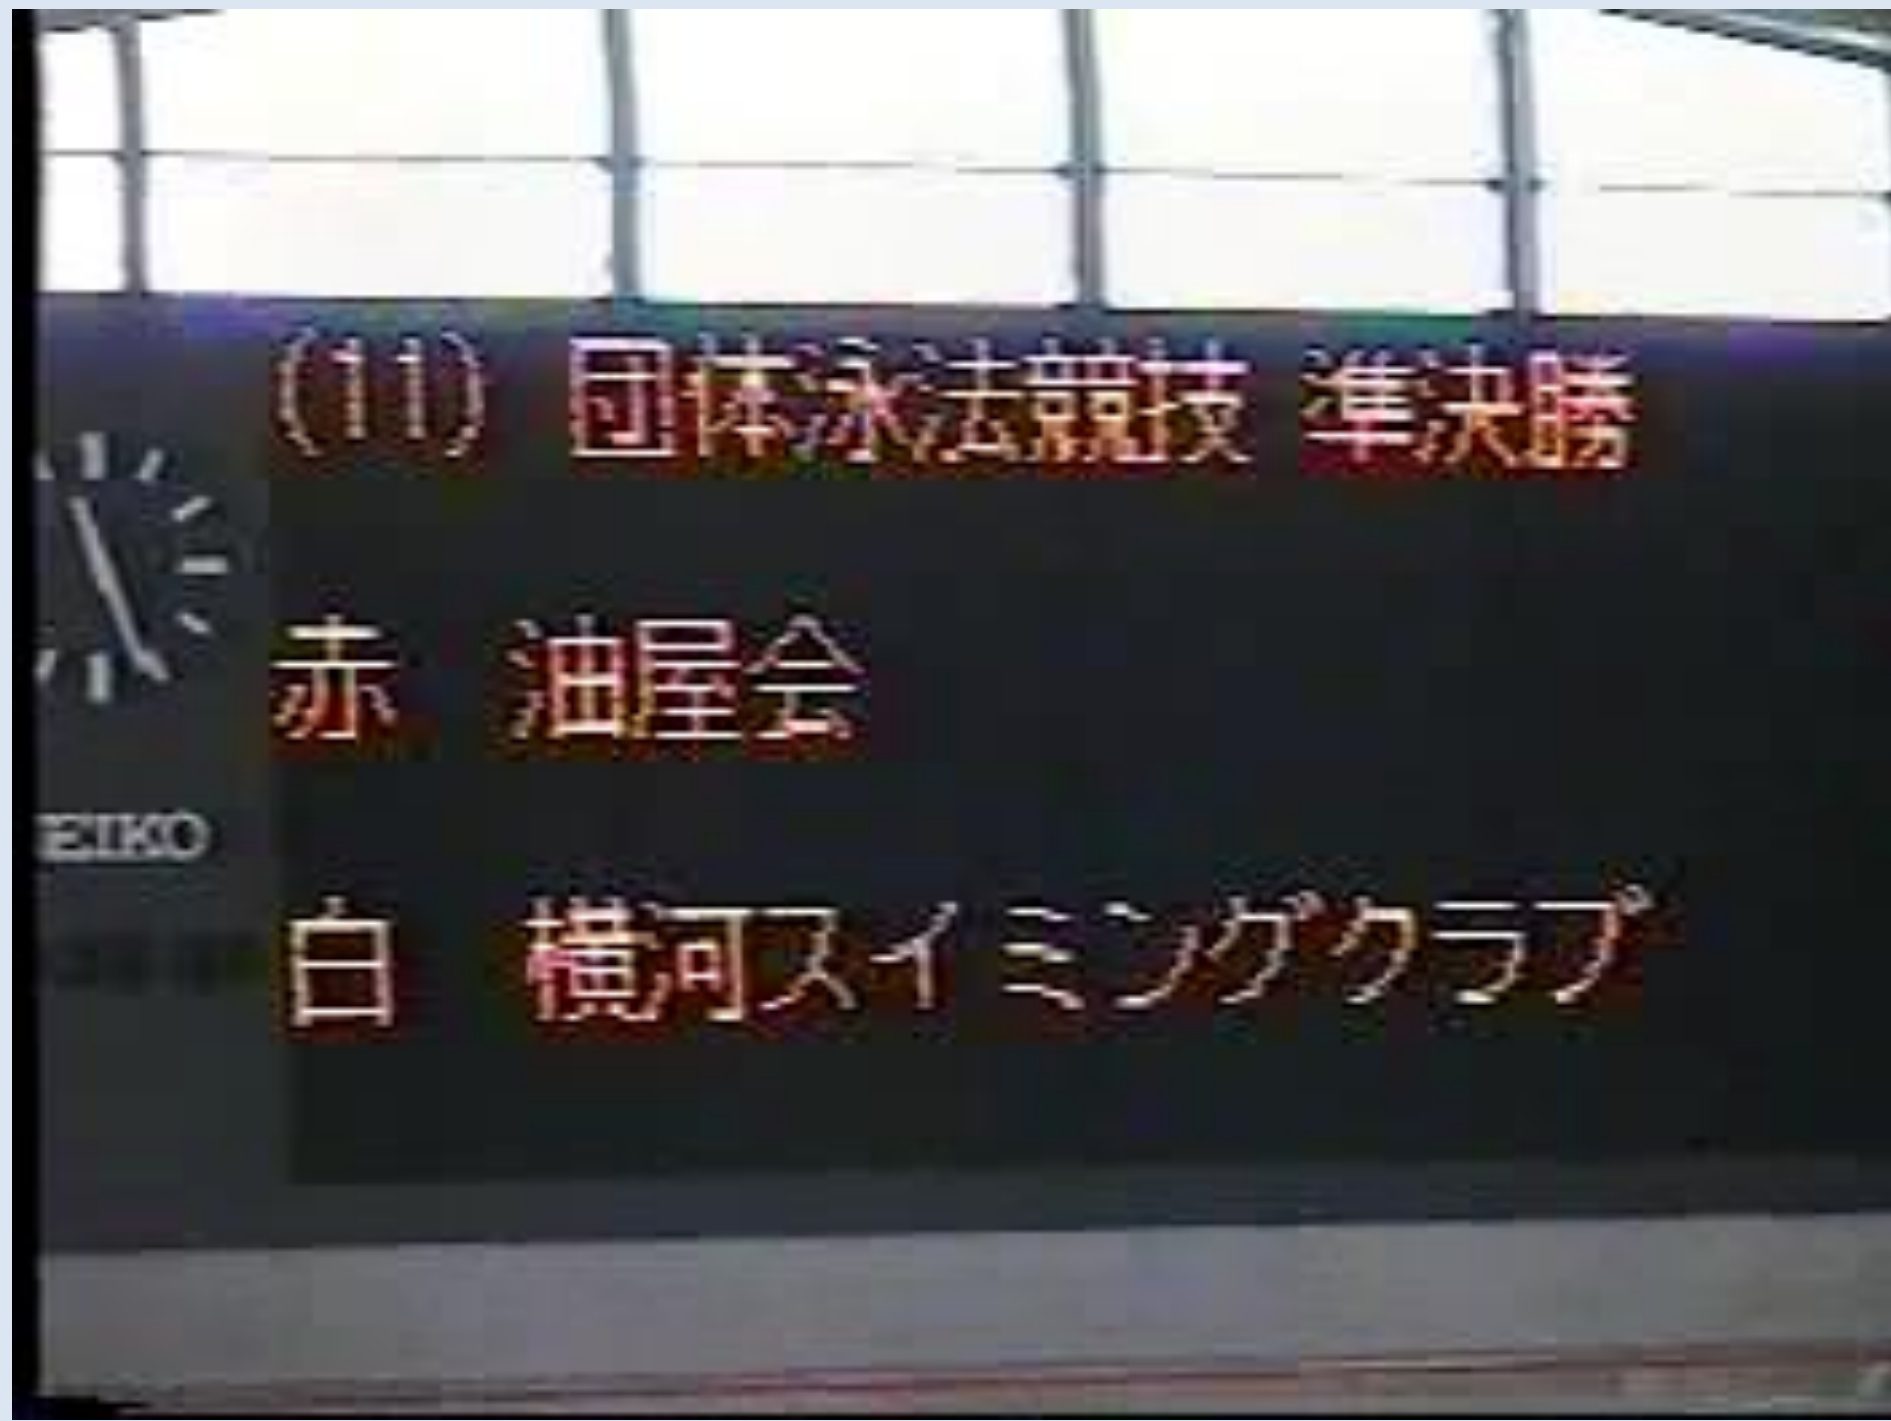 (11) 団体泳法競技 準決勝
赤 油屋会
EIKO
白 横河スイミングクラブ